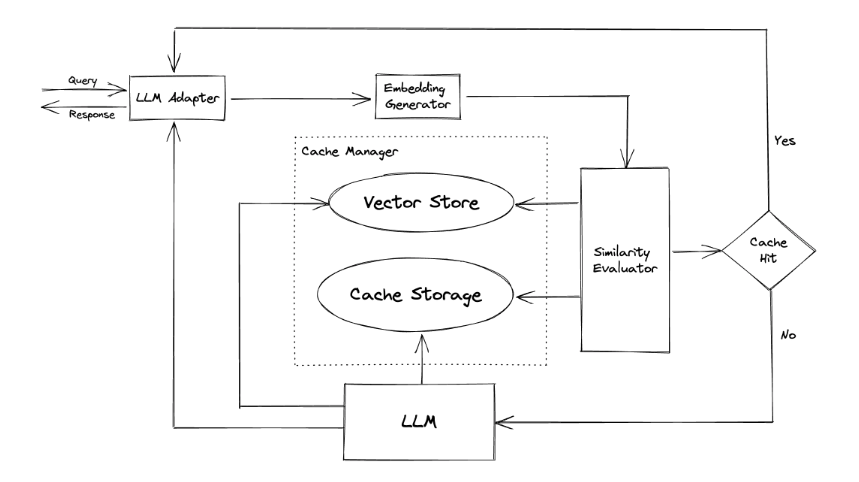 Query
LLM Adapter
Response
Embedding
Generator
Cache Manager
Vector Store
Cache Storage
Similarity
Evaluator
Yes
Cache
Hit
No
LLM